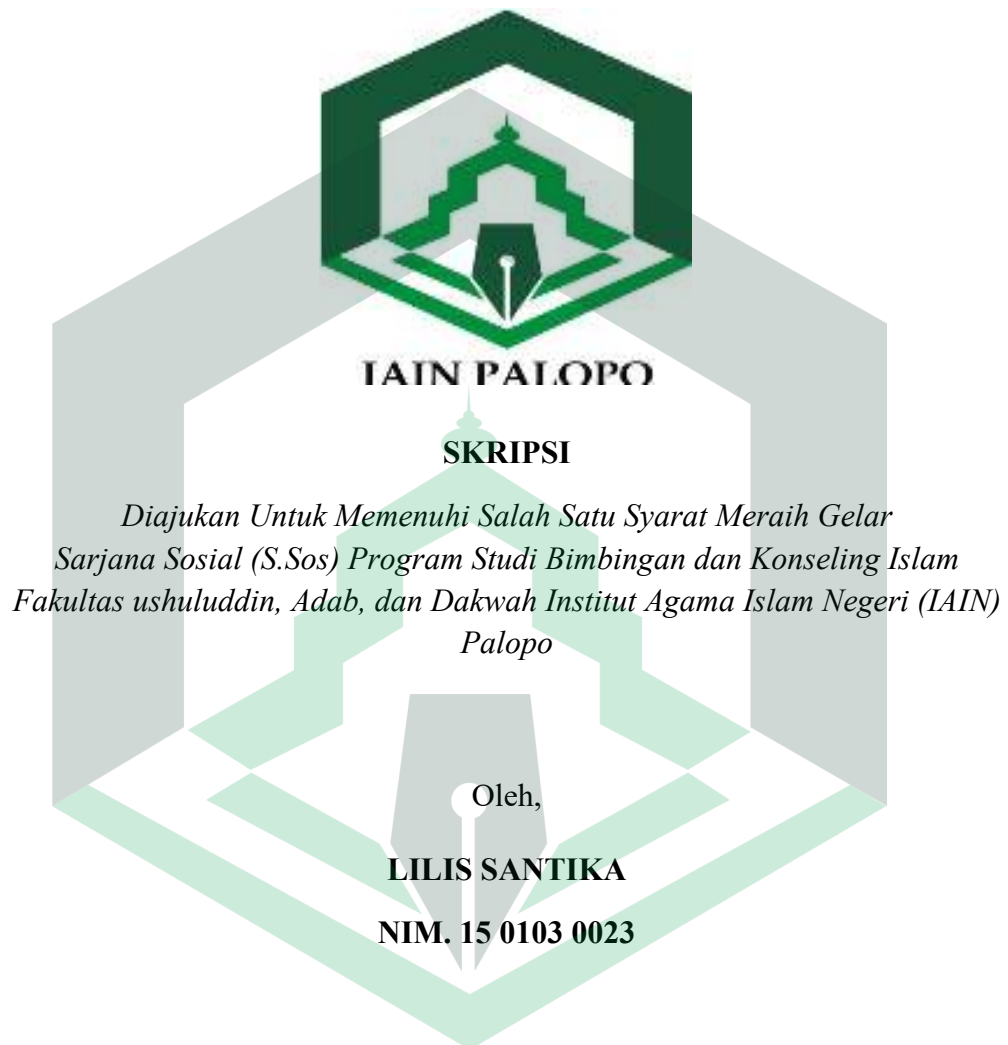 IAIN PALOPO
SKRIPSI
Diajukan Untuk Memenuhi Salah Satu Syarat Meraih Gelar
Sarjana Sosial (S.Sos) Program Studi Bimbingan dan Konseling Islam
Fakultas ushuluddin, Adab, dan Dakwah Institut Agama Islam Negeri (IAIN)
Palopo
Oleh,
LILIS SANTIKA
NIM. 15 0103 0023